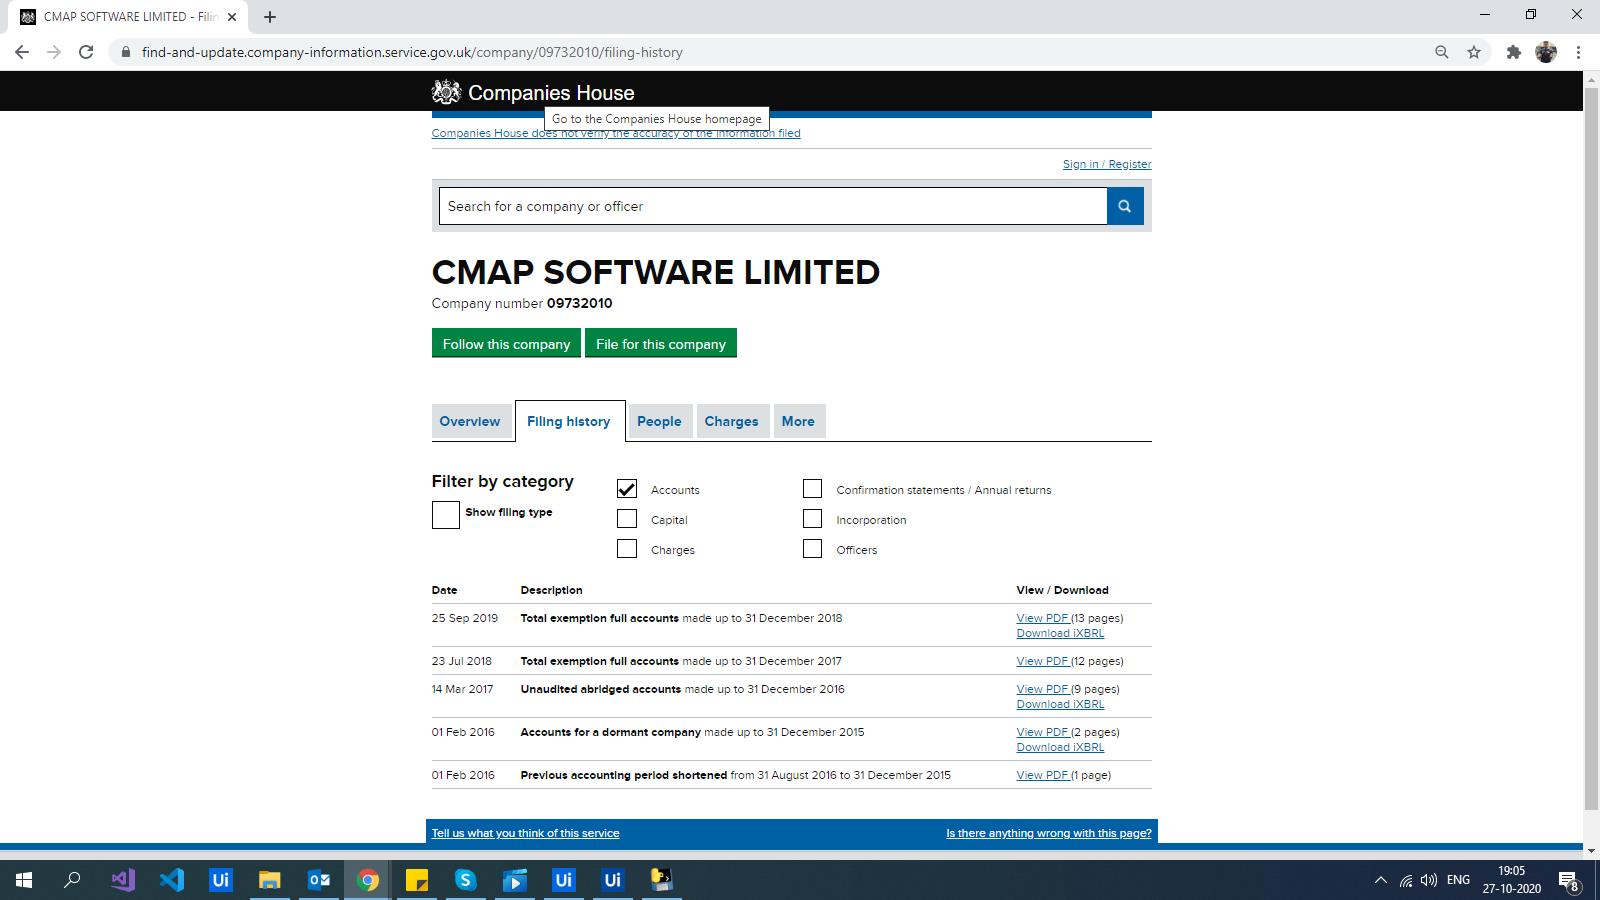 CMAP SOFTWARE LIMITED - Filin
find-and-update.company-information.service.gov.uk/company/09732010/filing-history
Companies House
Go to the Companies House homepage
Companies House does not verify the accuracy of the information filed
Sign in / Register
Search for a company or officer
CMAP SOFTWARE LIMITED
Company number 09732010
Follow this company File for this company
Overview Filing history People Charges More
Filter by category
Show filing type
Accounts Confirmation statements / Annual returns
Capital Incorporation
Charges Officers
Date Description View / Download
25 Sep 2019 Total exemption full accounts made up to 31 December 2018 View PDF (13 pages)
Download iXBRL
23 Jul 2018 Total exemption full accounts made up to 31 December 2017 View PDF (12 pages)
14 Mar 2017 Unaudited abridged accounts made up to 31 December 2016 View PDF (9 pages)
Download iXBRL
01 Feb 2016 Accounts for a dormant company made up to 31 December 2015 View PDF (2 pages)
Download iXBRL
01 Feb 2016 Previous accounting period shortened from 31 August 2016 to 31 December 2015 View PDF (1 page)
Tell us what you think of this service Is there anything wrong with this page?
Ui Ui Ui
ENG
19:05
27-10-2020
8